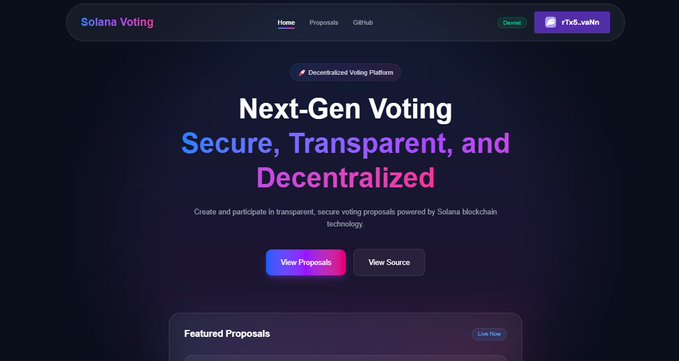 Solana Voting
Home
Proposals
GitHub
Devnet
rTx5..vaNn
🚀 Decentralized Voting Platform
Next-Gen Voting
Secure, Transparent, and
Decentralized
Create and participate in transparent, secure voting proposals powered by Solana blockchain
technology.
View Proposals
View Source
Featured Proposals
Live Now